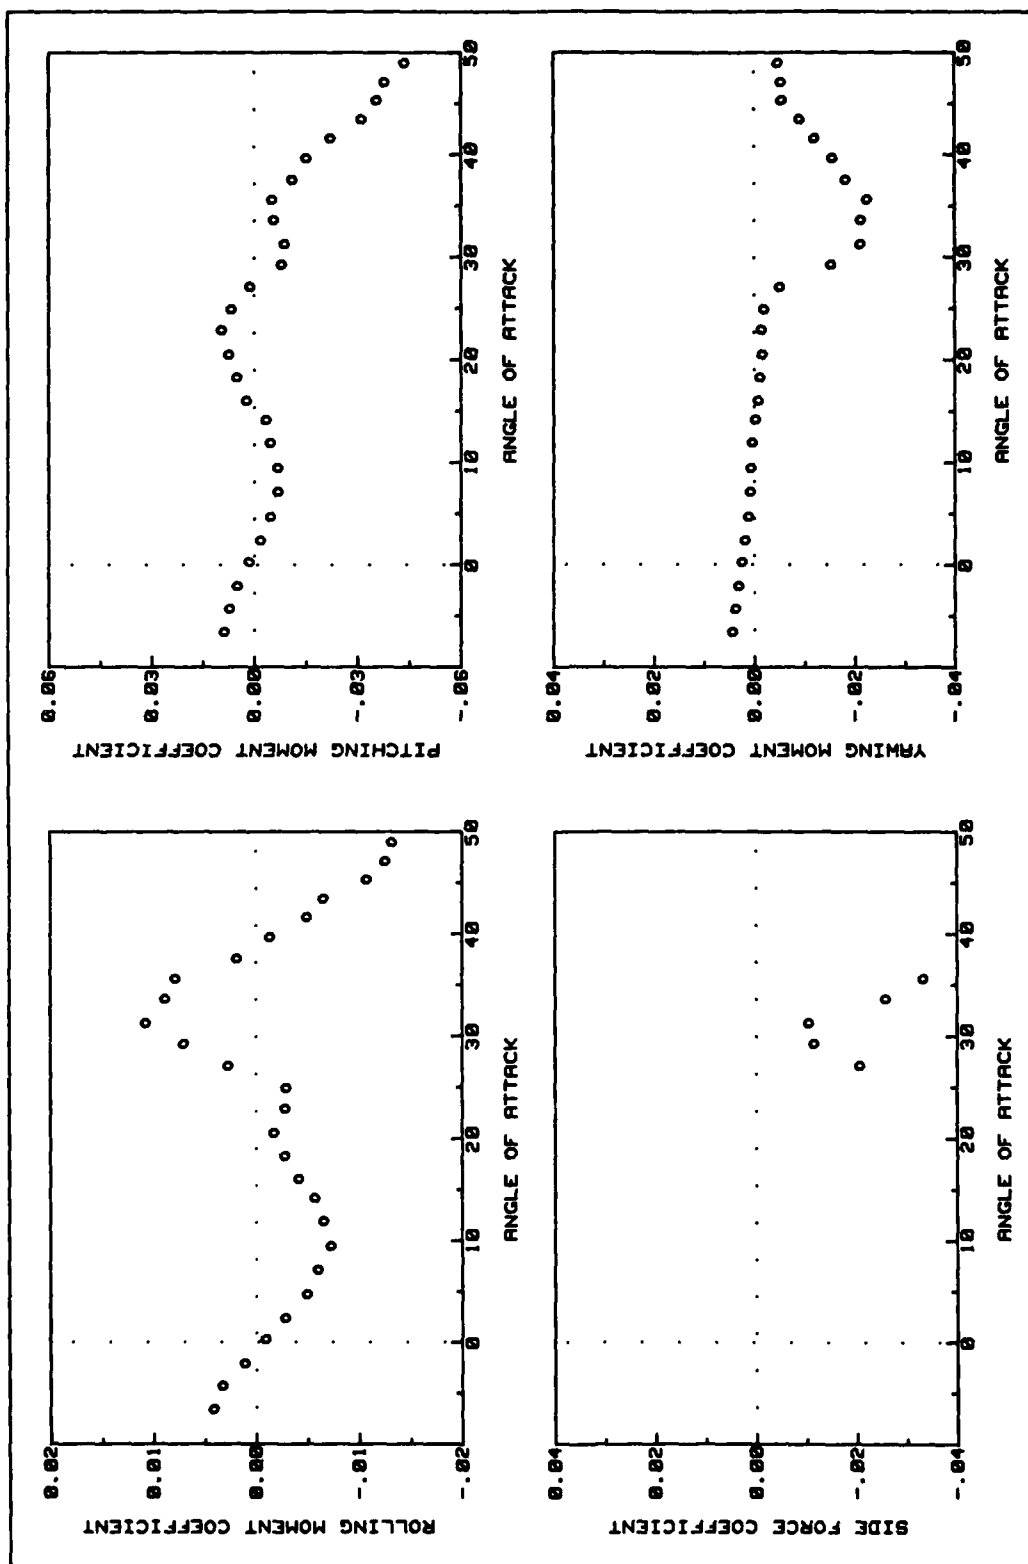 ROLLING MOMENT COEFFICIENT
0.02
0.01
0.00
-.01
-.02
0 10 20 30 40 50
ANGLE OF ATTACK
PITCHING MOMENT COEFFICIENT
0.06
0.03
0.00
-.03
-.06
0 10 20 30 40 50
ANGLE OF ATTACK
SIDE FORCE COEFFICIENT
0.04
0.02
0.00
-.02
-.04
0 10 20 30 40 50
ANGLE OF ATTACK
YAWING MOMENT COEFFICIENT
0.04
0.02
0.00
-.02
-.04
0 10 20 30 40 50
ANGLE OF ATTACK